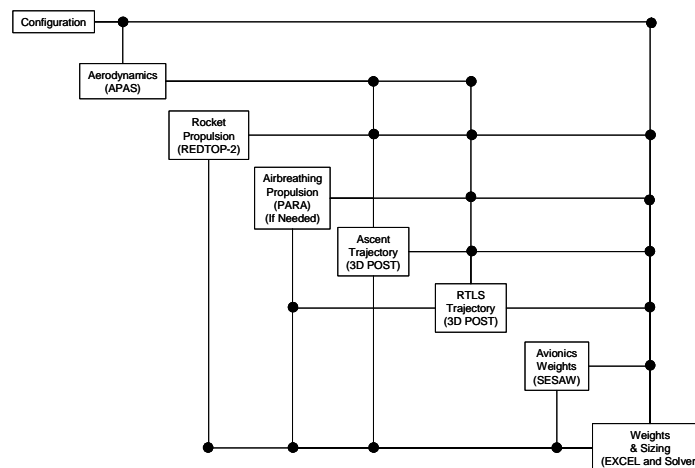 Configuration
Aerodynamics
(APAS)
Rocket
Propulsion
(REDTOP-2)
Airbreathing
Propulsion
(PARA)
(If Needed)
Ascent
Trajectory
(3D POST)
RTLS
Trajectory
(3D POST)
Avionics
Weights
(SESAW)
Weights
& Sizing
(EXCEL and Solver